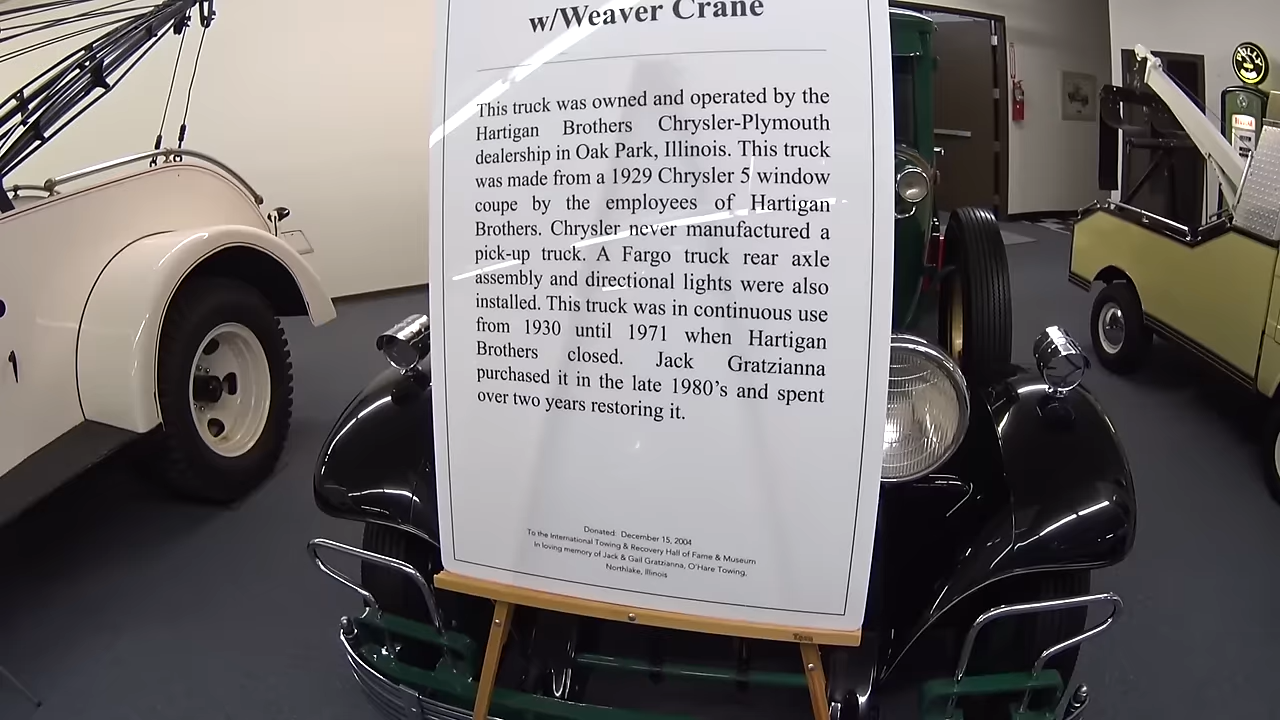 w/Weaver Crane
This truck was owned and operated by the
Hartigan Brothers Chrysler-Plymouth
dealership in Oak Park, Illinois. This truck
was made from a 1929 Chrysler 5 window
coupe by the employees of Hartigan
Brothers. Chrysler never manufactured a
pick-up truck. A Fargo truck rear axle
assembly and directional lights were also
installed. This truck was in continuous use
from 1930 until 1971 when Hartigan
Brothers closed. Jack Gratzianna
purchased it in the late 1980's and spent
over two years restoring it.
Donated: December 15, 2004
To the International Towing & Recovery Hall of Fame & Museum
In loving memory of Jack & Gail Gratzianna, O'Hare Towing,
Northlake, Illinois